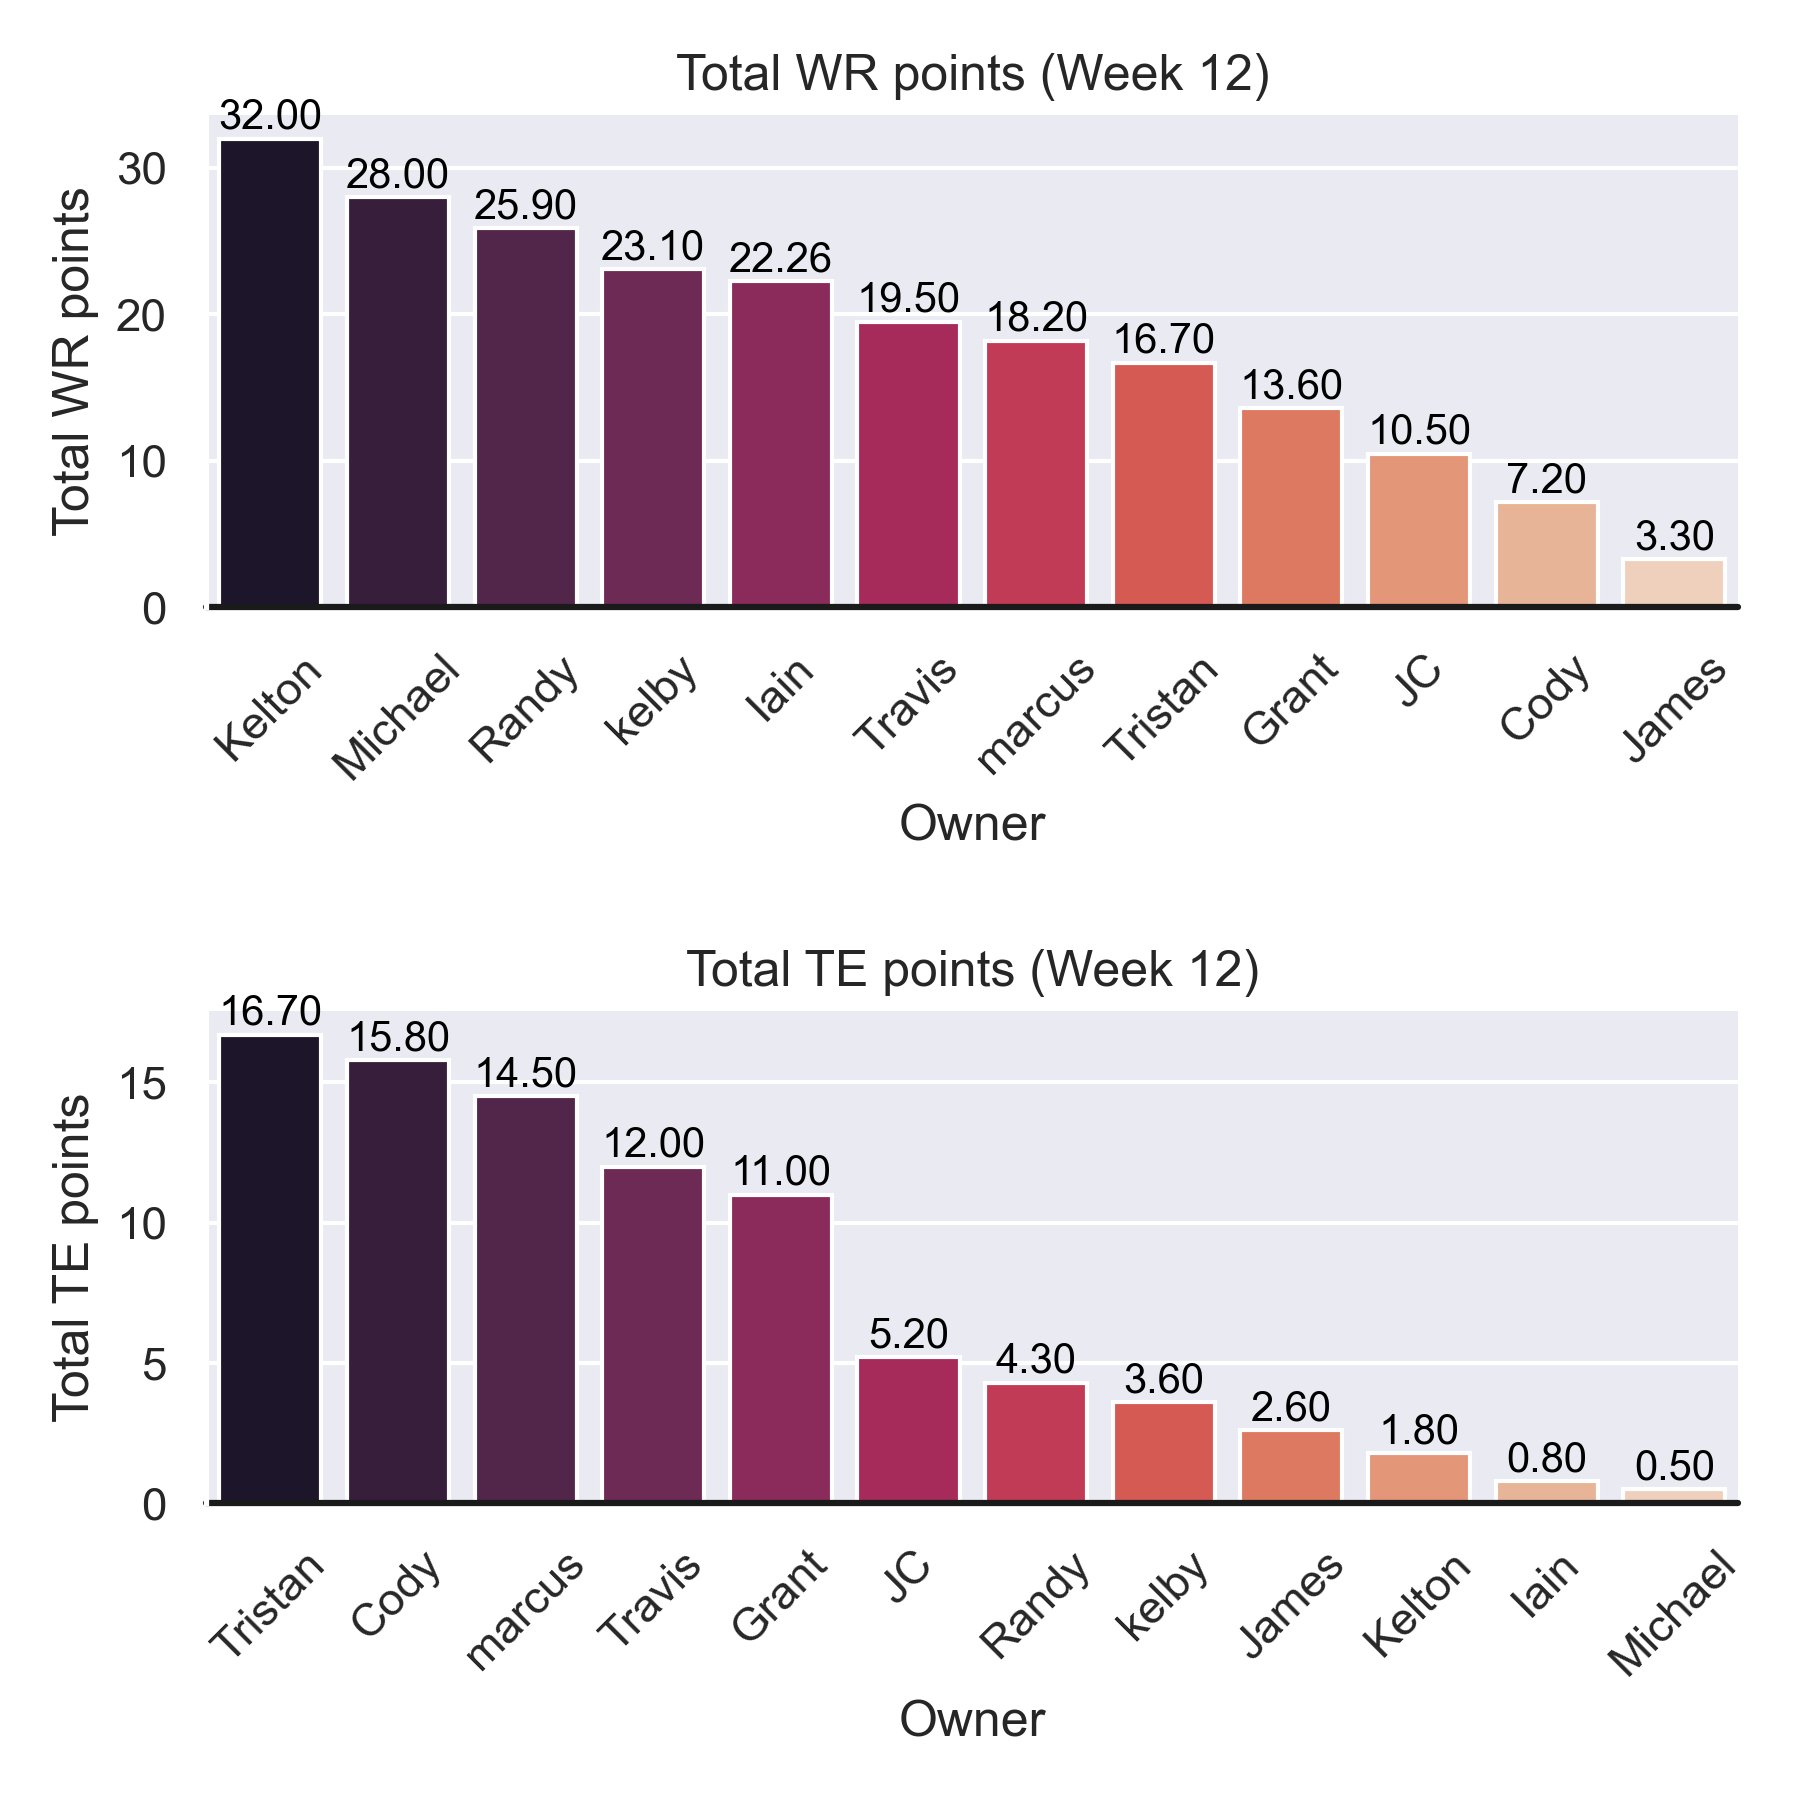 Total WR points (Week 12)
32.00
28.00
25.90
23.10
22.26
19.50
18.20
16.70
13.60
10.50
7.20
3.30
30
20
10
0
Total WR points
Kelton
Michael
Randy
kelby
Iain
Travis
marcus
Tristan
Grant
JC
Cody
James
Owner
Total TE points (Week 12)
16.70
15.80
14.50
12.00
11.00
5.20
4.30
3.60
2.60
1.80
0.80
0.50
15
10
5
0
Total TE points
Tristan
Cody
marcus
Travis
Grant
JC
Randy
kelby
James
Kelton
Iain
Michael
Owner